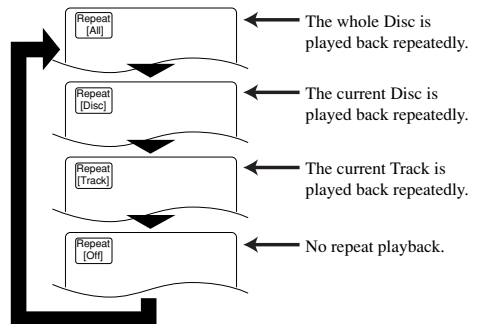 Repeat
[All]
The whole Disc is
played back repeatedly.
Repeat
[Disc]
The current Disc is
played back repeatedly.
Repeat
[Track]
The current Track is
played back repeatedly.
Repeat
[Off]
No repeat playback.